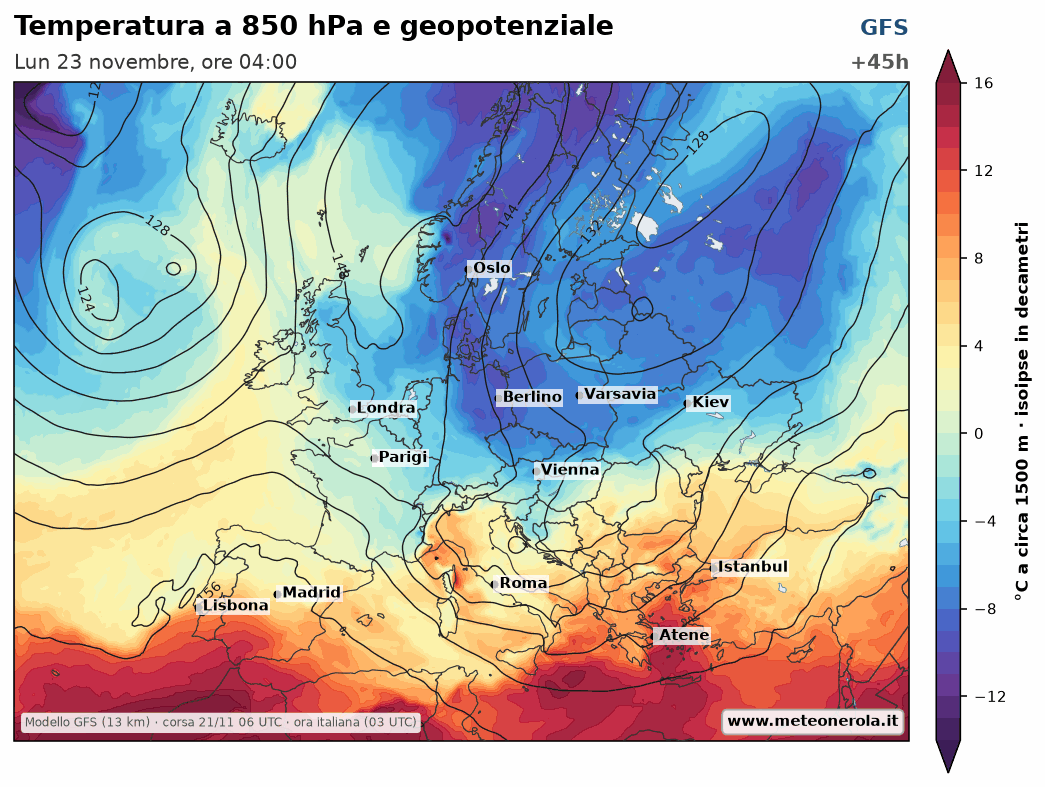 Temperatura a 850 hPa e geopotenziale
GFS
Lun 23 novembre, ore 04:00
+45h
128
128
124
144
148
132
128
156
Oslo
Londra
Berlino
Varsavia
Kiev
Parigi
Vienna
Istanbul
Roma
Madrid
Lisbona
Atene
Modello GFS (13 km) · corsa 21/11 06 UTC · ora italiana (03 UTC)
www.meteonerola.it
16
12
8
4
0
−4
−8
−12
°C a circa 1500 m · isoipse in decametri